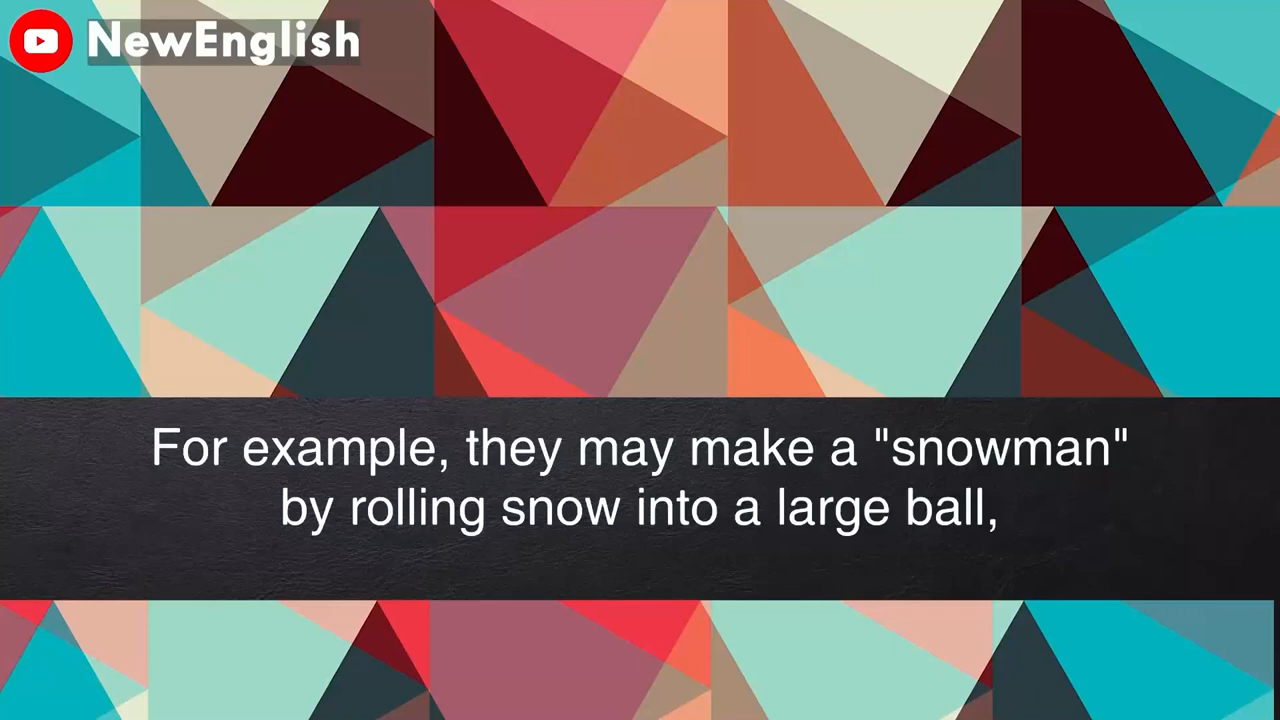 NewEnglish
For example, they may make a "snowman"
by rolling snow into a large ball,